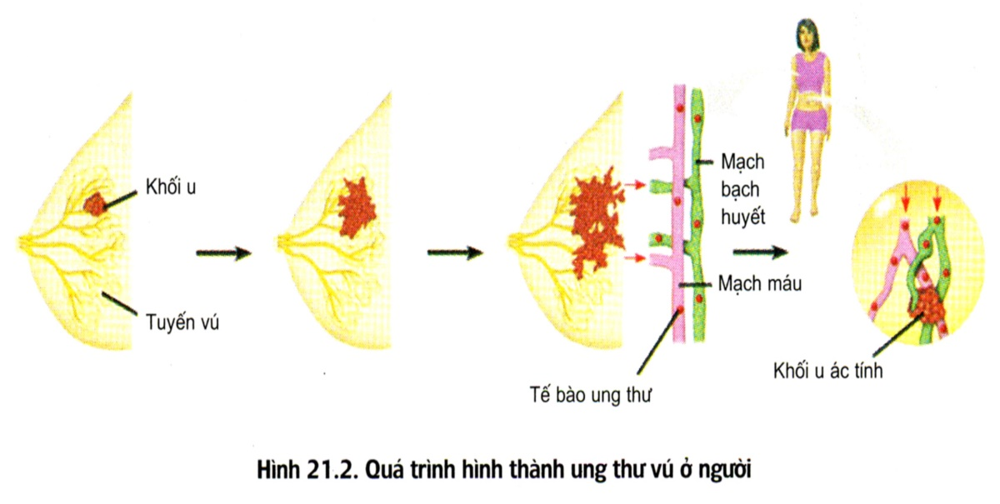 Khối u
Tuyến vú
Mạch
bạch
huyết
Mạch máu
Tế bào ung thư
Khối u ác tính
Hình 21.2. Quá trình hình thành ung thư vú ở người